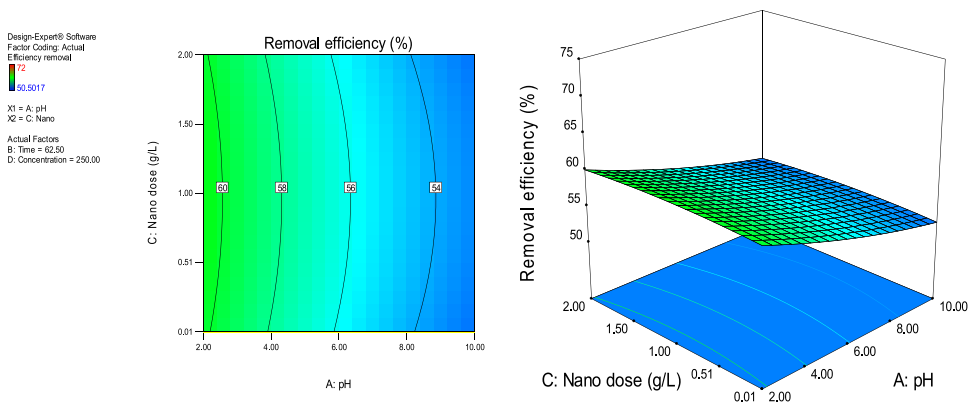 Design-Expert® Software
Factor Coding: Actual
Efficiency removal
72
50.5017
X1 = A: pH
X2 = C: Nano
Actual Factors
B: Time = 62.50
D: Concentration = 250.00
Removal efficiency (%)
C: Nano dose (g/L)
2.00
1.50
1.00
0.51
0.01
60
58
56
54
2.00
4.00
6.00
8.00
10.00
A: pH
Removal efficiency (%)
75
70
65
60
55
50
2.00
1.50
1.00
0.51
0.01
2.00
4.00
6.00
8.00
10.00
C: Nano dose (g/L)
A: pH